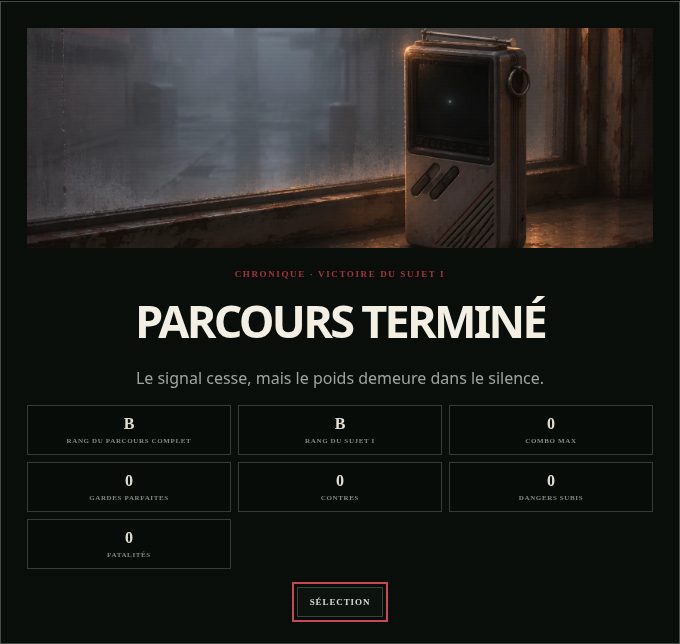 CHRONIQUE · VICTOIRE DU SUJET I
PARCOURS TERMINÉ
Le signal cesse, mais le poids demeure dans le silence.
B
RANG DU PARCOURS COMPLET
B
RANG DU SUJET I
0
COMBO MAX
0
GARDES PARFAITES
0
CONTRES
0
DANGERS SUBIS
0
FATALITÉS
SÉLECTION